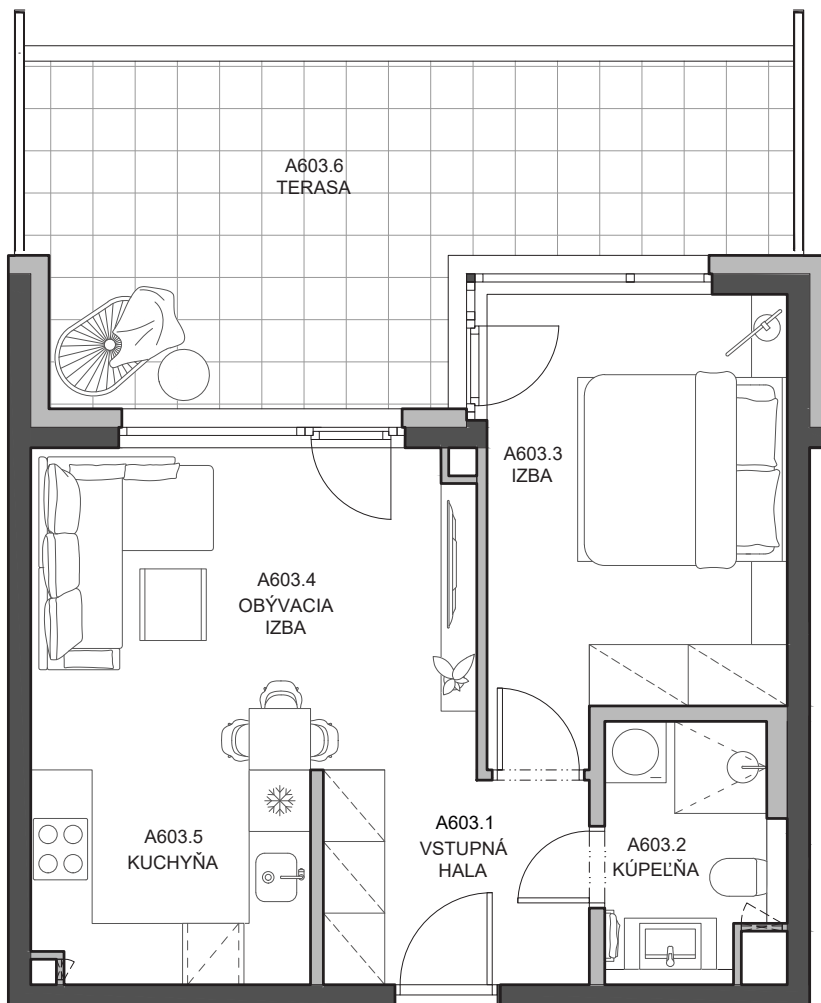 A603.6
TERASA
A603.3
IZBA
A603.4
OBÝVACIA
IZBA
A603.1
VSTUPNÁ
HALA
A603.5
KUCHYŇA
A603.2
KÚPEĽŇA